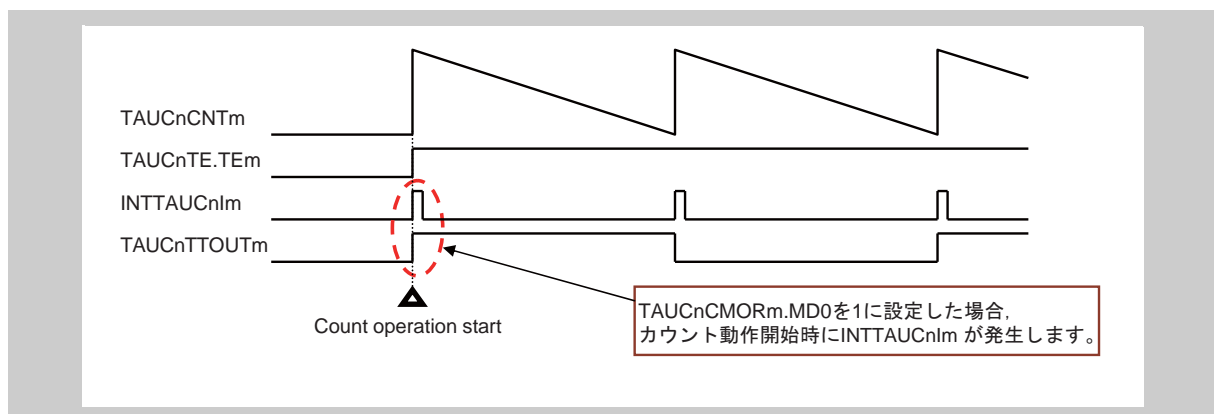 TAUCnCNTm
TAUCnTE.TEm
INTTAUCnIm
TAUCnTTOUTm
Count operation start
TAUCnCMORm.MD0を1に設定した場合,
カウント動作開始時にINTTAUCnIm が発生します。